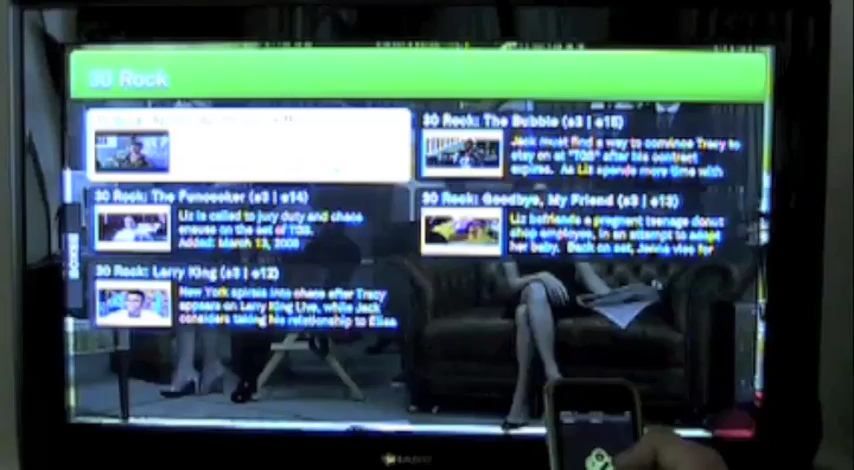 30 Rock
30 Rock: The Bubble (s3 | e15)
Jack must find a way to convince Tracy to
stay on at "TGS" after his contract
expires. As Liz spends more time with
30 Rock: The Funcooker (s3 | e14)
Liz is called to jury duty and chaos
ensues on the set of TGS.
Added: March 13, 2009
30 Rock: Goodbye, My Friend (s3 | e13)
Liz befriends a pregnent teenage donut
shop employee, in an attempt to adopt
her baby. Back on set, Jenna vies for
30 Rock: Larry King (s3 | e12)
New York spirals into chaos after Tracy
appears on Larry King Live, while Jack
considers taking his relationship to Elisa
BOXEE